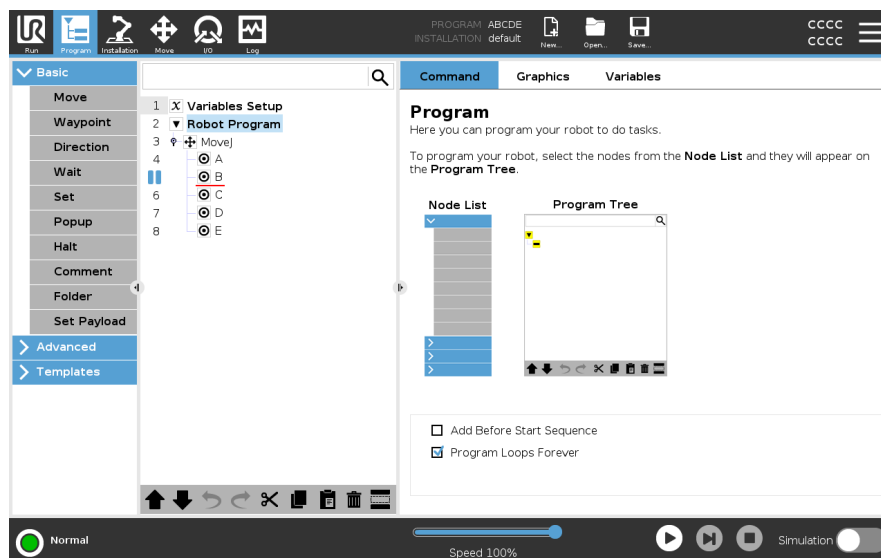 UR
Run
Program
Installation
Move
I/O
Log
PROGRAM ABCDE
INSTALLATION default
New...
Open...
Save...
cccc
cccc
Basic
Move
Waypoint
Direction
Wait
Set
Popup
Halt
Comment
Folder
Set Payload
Advanced
Templates
1 X Variables Setup
2 Robot Program
3 MoveJ
4 A
B
6 C
7 D
8 E
Command Graphics Variables
Program
Here you can program your robot to do tasks.
To program your robot, select the nodes from the Node List and they will appear on
the Program Tree.
Node List Program Tree
Add Before Start Sequence
Program Loops Forever
Normal
Speed 100%
Simulation